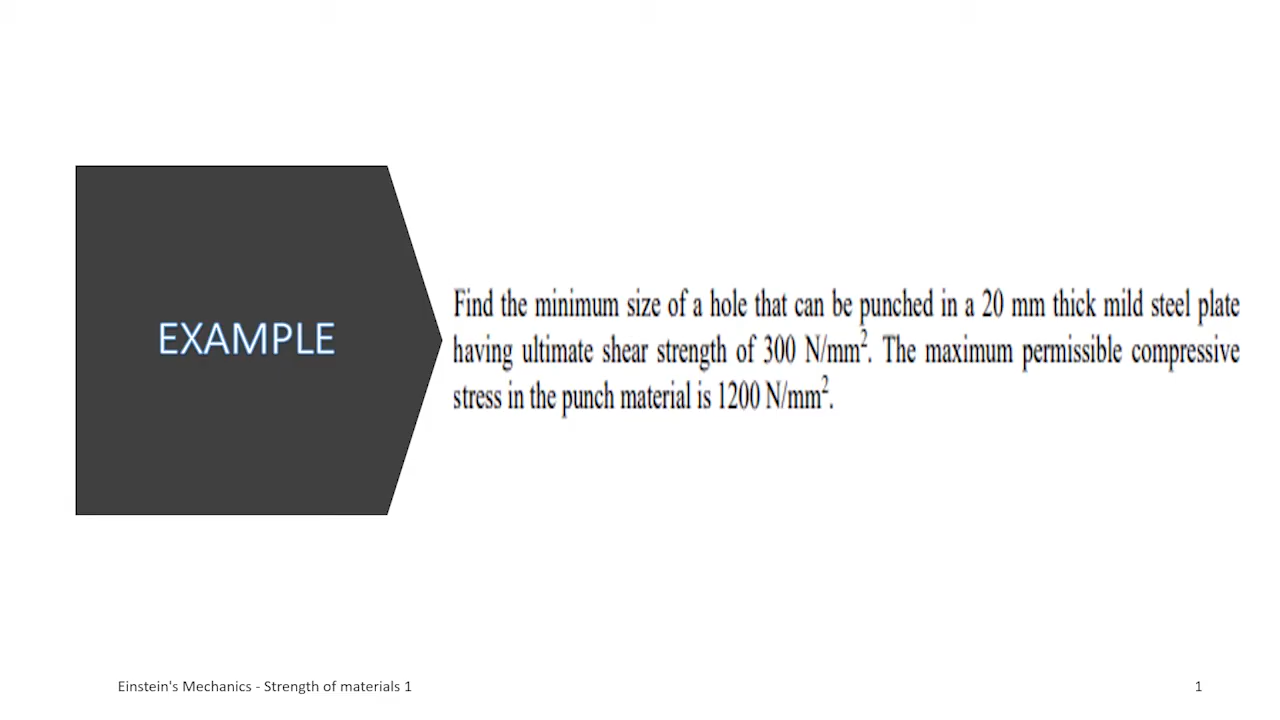 EXAMPLE
Find the minimum size of a hole that can be punched in a 20 mm thick mild steel plate
having ultimate shear strength of 300 N/mm². The maximum permissible compressive
stress in the punch material is 1200 N/mm².
Einstein's Mechanics - Strength of materials 1
1